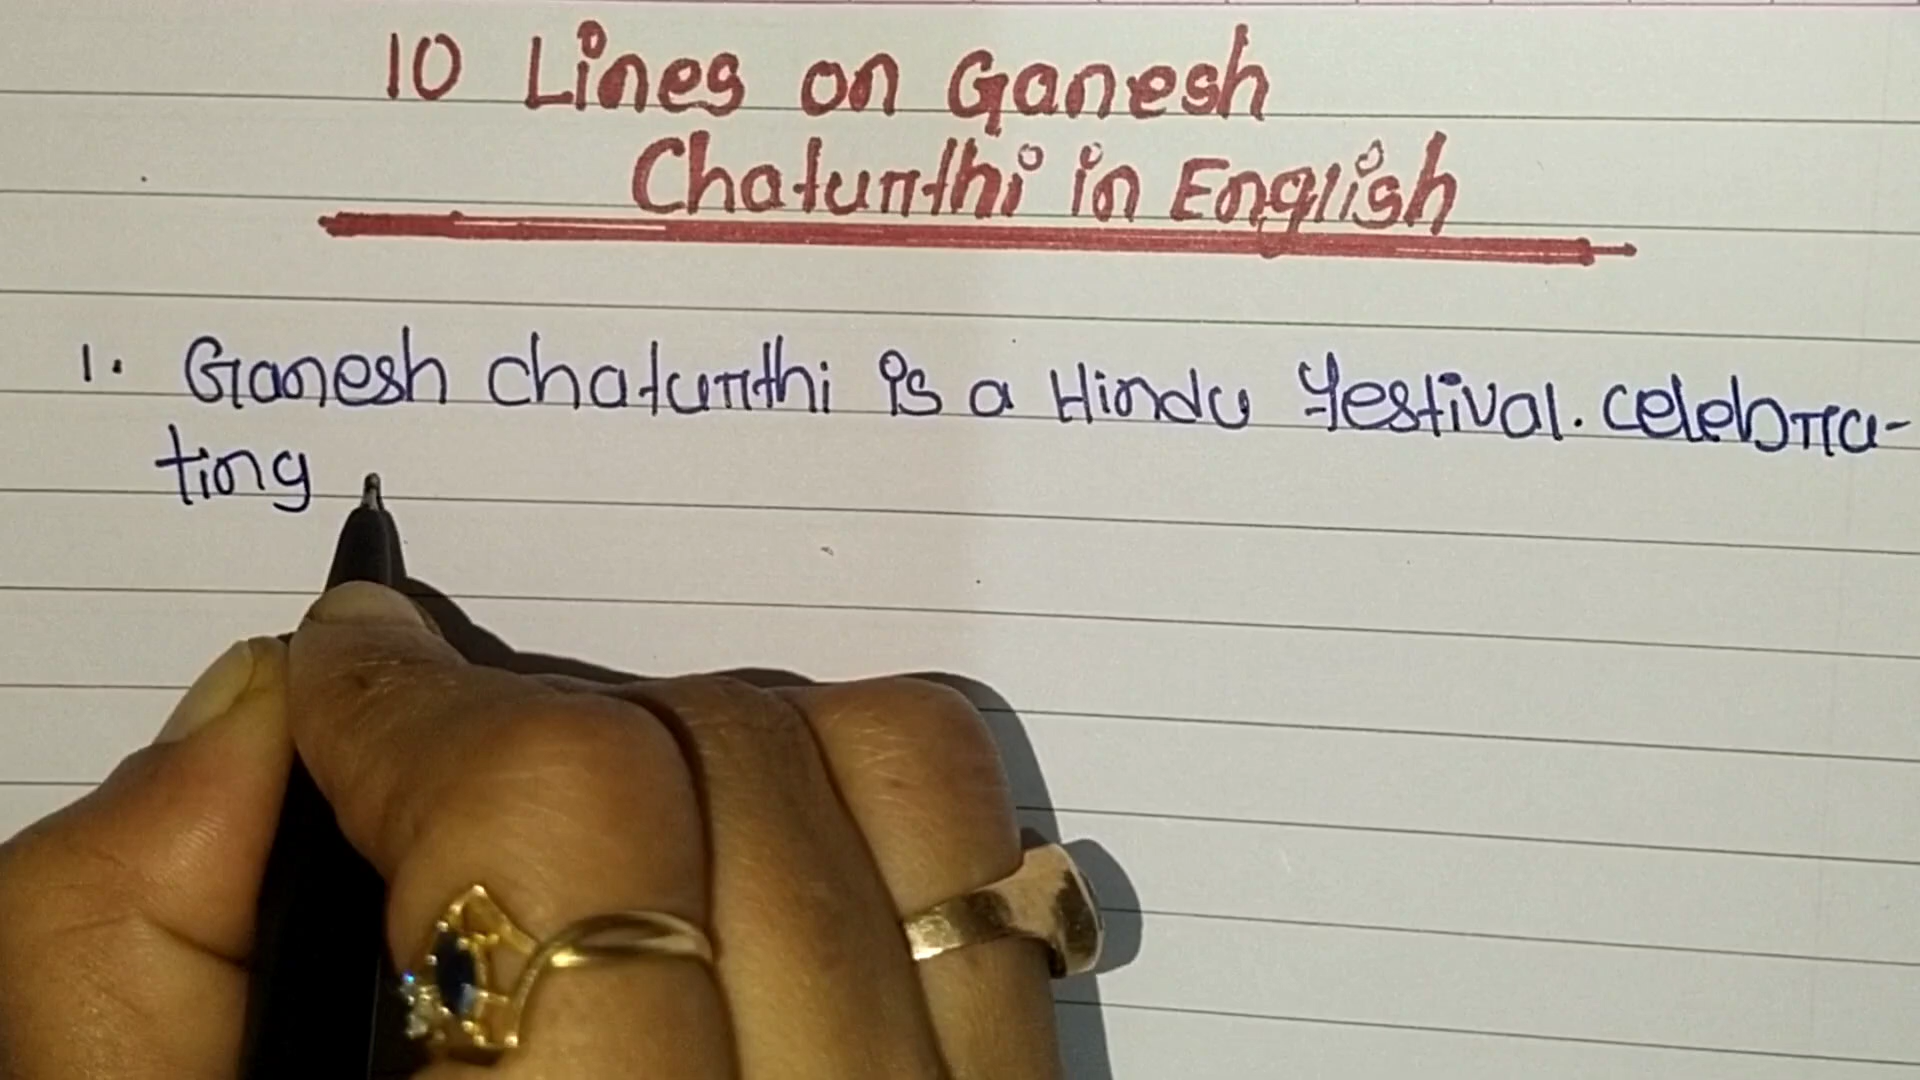 10 Lines on Ganesh
Chaturthi in English
1. Ganesh chaturthi is a Hindu festival. celebra-
ting